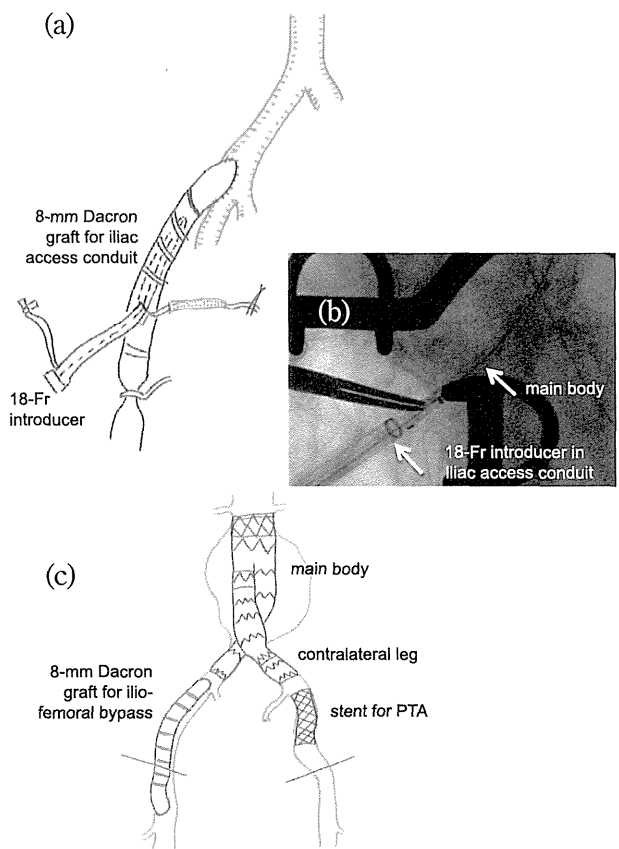 (a)
8-mm Dacron
graft for iliac
access conduit
18-Fr
introducer
(b)
main body
18-Fr introducer in
Iliac access conduit
(c)
main body
contralateral leg
8-mm Dacron
graft for ilio-
femoral bypass
stent for PTA